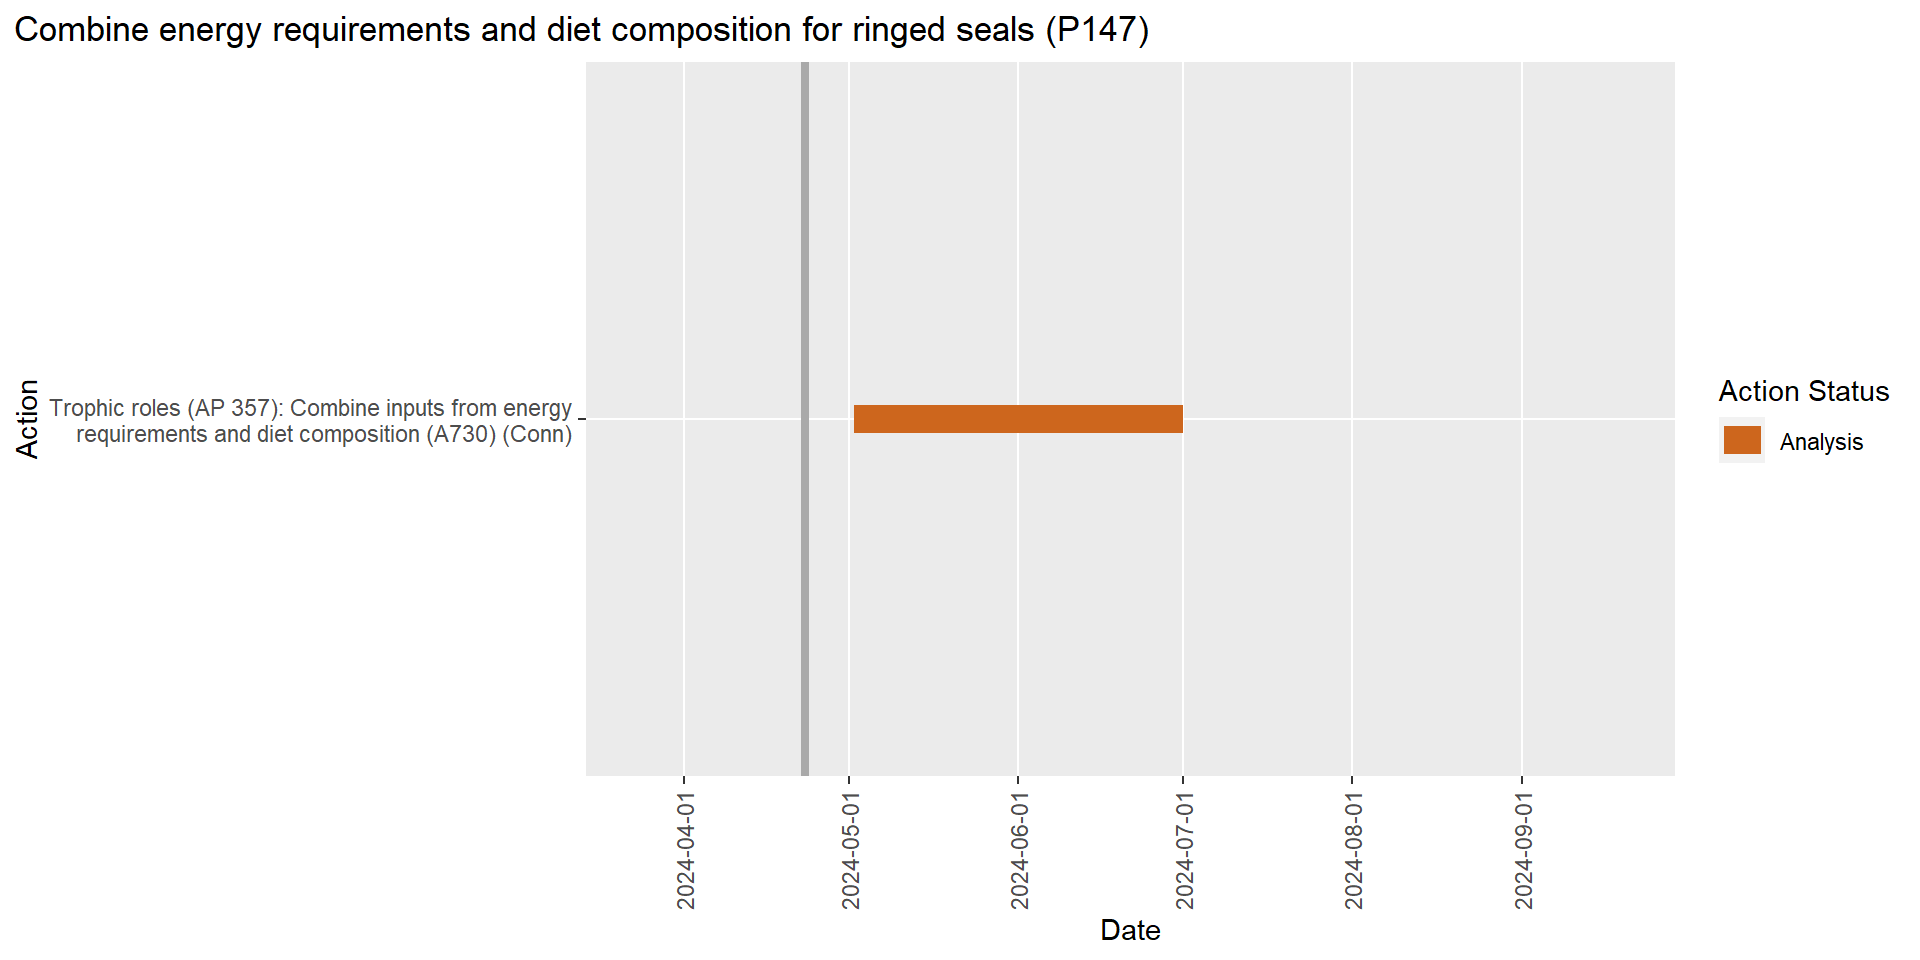 Combine energy requirements and diet composition for ringed seals (P147)
Action
Trophic roles (AP 357): Combine inputs from energy
requirements and diet composition (A730) (Conn)
Action Status
Analysis
2024-04-01
2024-05-01
2024-06-01
2024-07-01
2024-08-01
2024-09-01
Date